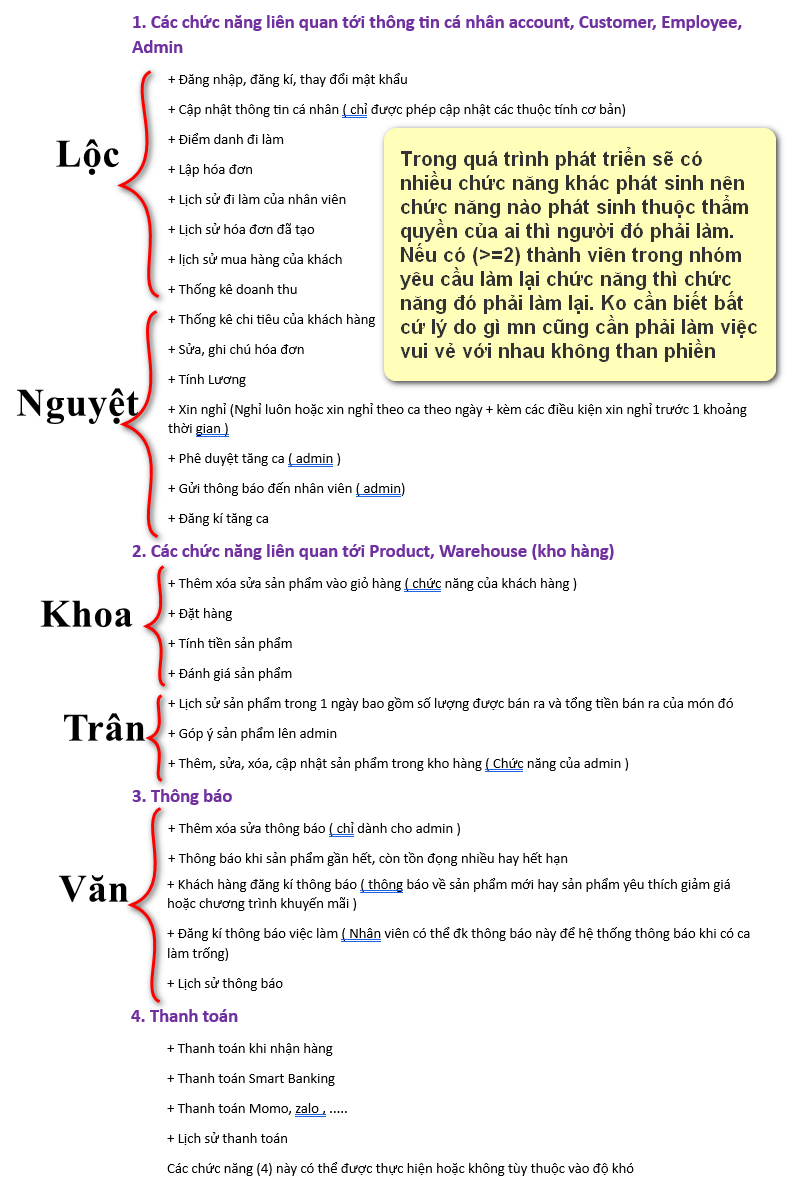 1. Các chức năng liên quan tới thông tin cá nhân account, Customer, Employee,
Admin
Lộc
+ Đăng nhập, đăng kí, thay đổi mật khẩu
+ Cập nhật thông tin cá nhân ( chỉ được phép cập nhật các thuộc tính cơ bản)
+ Điểm danh đi làm
+ Lập hóa đơn
+ Lịch sử đi làm của nhân viên
+ Lịch sử hóa đơn đã tạo
+ lịch sử mua hàng của khách
+ Thống kê doanh thu
Trong quá trình phát triển sẽ có
nhiều chức năng khác phát sinh nên
chức năng nào phát sinh thuộc thẩm
quyền của ai thì người đó phải làm.
Nếu có (>=2) thành viên trong nhóm
yêu cầu làm lại chức năng thì chức
năng đó phải làm lại. Ko cần biết bất
cứ lý do gì mn cũng cần phải làm việc
vui vẻ với nhau không than phiền
Nguyệt
+ Thống kê chi tiêu của khách hàng
+ Sửa, ghi chú hóa đơn
+ Tính Lương
+ Xin nghỉ (Nghỉ luôn hoặc xin nghỉ theo ca theo ngày + kèm các điều kiện xin nghỉ trước 1 khoảng
thời gian )
+ Phê duyệt tăng ca ( admin )
+ Gửi thông báo đến nhân viên ( admin)
+ Đăng kí tăng ca
2. Các chức năng liên quan tới Product, Warehouse (kho hàng)
Khoa
+ Thêm xóa sửa sản phẩm vào giỏ hàng ( chức năng của khách hàng )
+ Đặt hàng
+ Tính tiền sản phẩm
+ Đánh giá sản phẩm
Trân
+ Lịch sử sản phẩm trong 1 ngày bao gồm số lượng được bán ra và tổng tiền bán ra của món đó
+ Góp ý sản phẩm lên admin
+ Thêm, sửa, xóa, cập nhật sản phẩm trong kho hàng ( Chức năng của admin )
3. Thông báo
Văn
+ Thêm xóa sửa thông báo ( chỉ dành cho admin )
+ Thông báo khi sản phẩm gần hết, còn tồn đọng nhiều hay hết hạn
+ Khách hàng đăng kí thông báo ( thông báo về sản phẩm mới hay sản phẩm yêu thích giảm giá
hoặc chương trình khuyến mãi )
+ Đăng kí thông báo việc làm ( Nhân viên có thể đk thông báo này để hệ thống thông báo khi có ca
làm trống)
+ Lịch sử thông báo
4. Thanh toán
+ Thanh toán khi nhận hàng
+ Thanh toán Smart Banking
+ Thanh toán Momo, zalo , .....
+ Lịch sử thanh toán
Các chức năng (4) này có thể được thực hiện hoặc không tùy thuộc vào độ khó